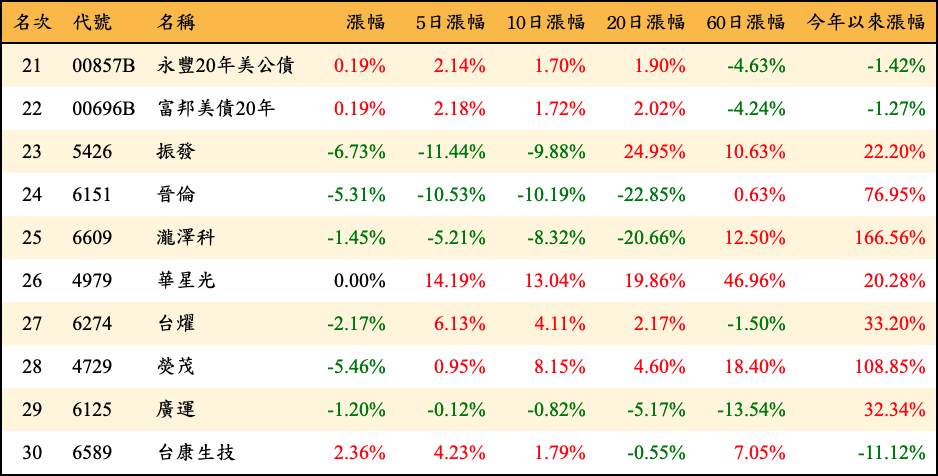 名次 代號 名稱 漲幅 5日漲幅 10日漲幅 20日漲幅 60日漲幅 今年以來漲幅
21 00857B 永豐20年美公債 0.19% 2.14% 1.70% 1.90% -4.63% -1.42%
22 00696B 富邦美債20年 0.19% 2.18% 1.72% 2.02% -4.24% -1.27%
23 5426 振發 -6.73% -11.44% -9.88% 24.95% 10.63% 22.20%
24 6151 晉倫 -5.31% -10.53% -10.19% -22.85% 0.63% 76.95%
25 6609 瀧澤科 -1.45% -5.21% -8.32% -20.66% 12.50% 166.56%
26 4979 華星光 0.00% 14.19% 13.04% 19.86% 46.96% 20.28%
27 6274 台燿 -2.17% 6.13% 4.11% 2.17% -1.50% 33.20%
28 4729 熒茂 -5.46% 0.95% 8.15% 4.60% 18.40% 108.85%
29 6125 廣運 -1.20% -0.12% -0.82% -5.17% -13.54% 32.34%
30 6589 台康生技 2.36% 4.23% 1.79% -0.55% 7.05% -11.12%